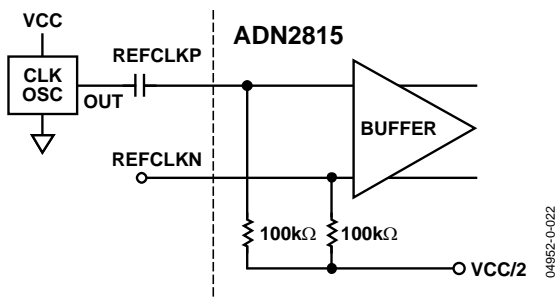 VCC
REFCLKP
ADN2815
CLK
OSC
OUT
BUFFER
REFCLKN
100kΩ 100kΩ
VCC/2
04952-0-022